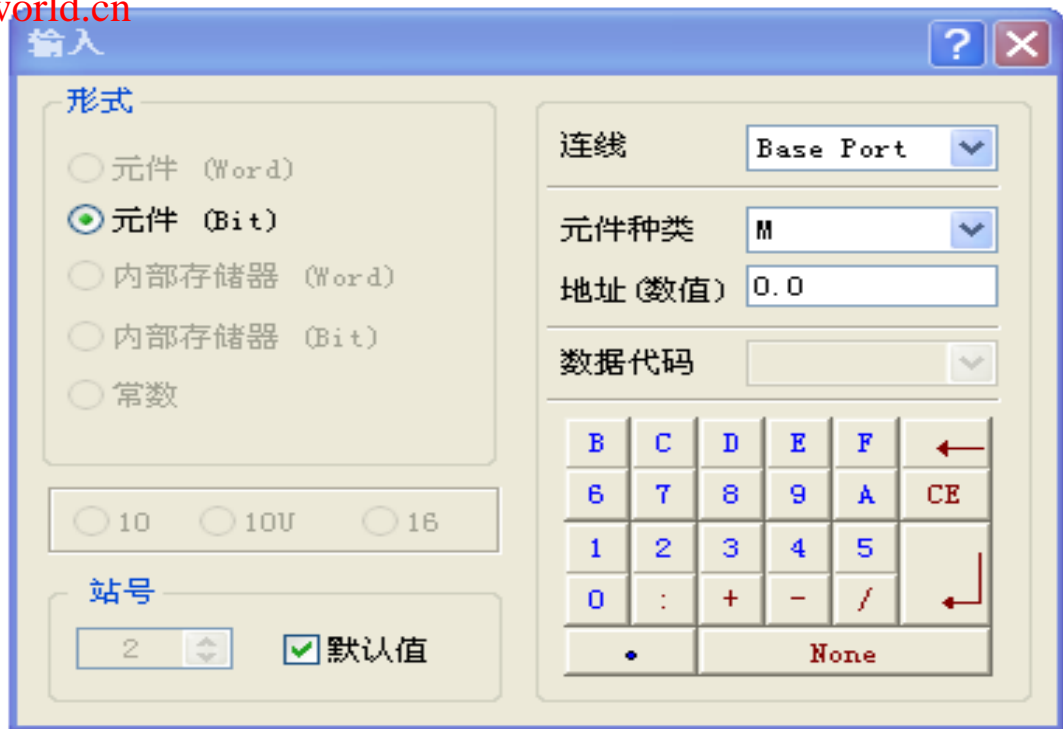 world.cn
输入
形式
元件 (Word)
元件 (Bit)
内部存储器 (Word)
内部存储器 (Bit)
常数
10 10U 16
站号
2 默认值
连线 Base Port
元件种类 M
地址(数值) 0.0
数据代码
B C D E F ←
6 7 8 9 A CE
1 2 3 4 5
0 : + - / ↵
• None